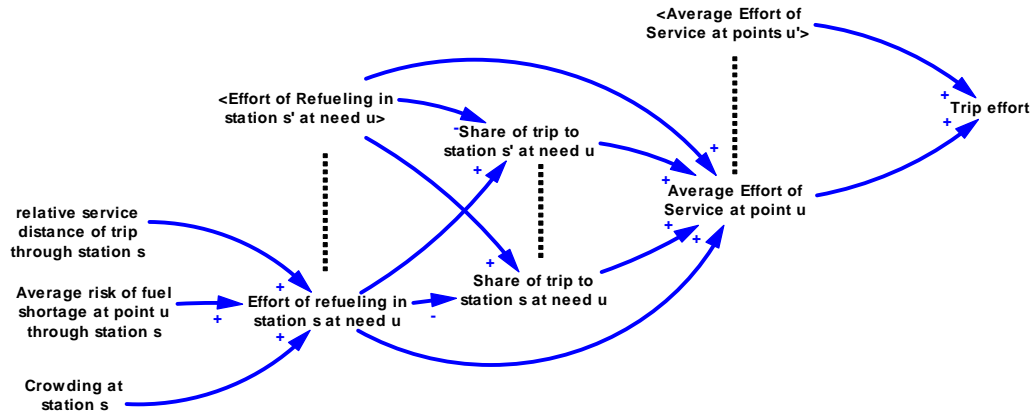 <Average Effort of
Service at points u'>
<Effort of Refueling in
station s' at need u>
Trip effort
Share of trip to
station s' at need u
Average Effort of
Service at point u
relative service
distance of trip
through station s
Average risk of fuel
shortage at point u
through station s
Effort of refueling in
station s at need u
Share of trip to
station s at need u
Crowding at
station s
+
+
-
+
+
+
+
+
+
-
+
+
+